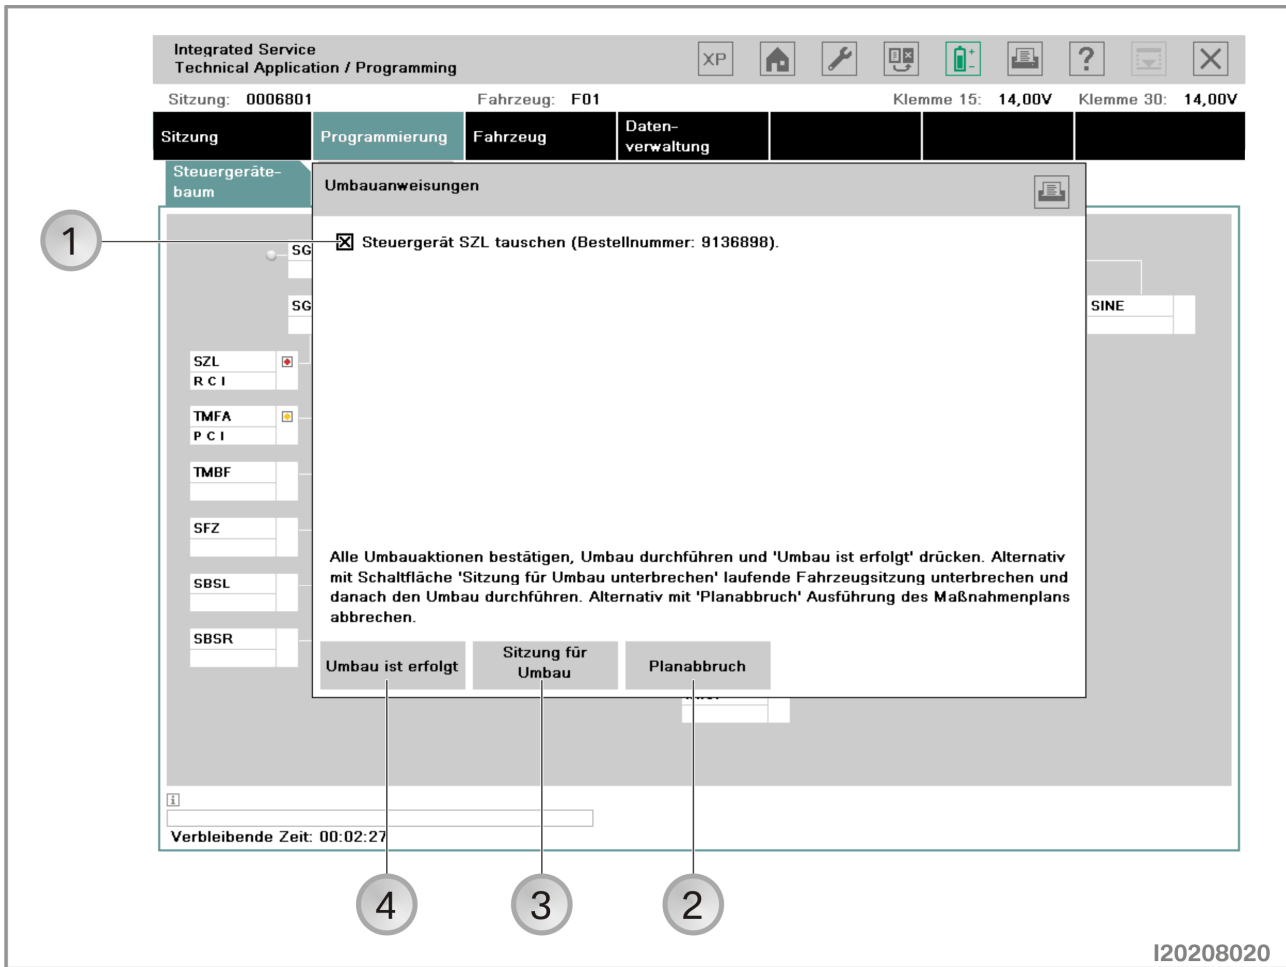 Integrated Service
Technical Application / Programming
XP
Sitzung: 0006801
Fahrzeug: F01
Klemme 15: 14,00V
Klemme 30: 14,00V
Sitzung
Programmierung
Fahrzeug
Daten-
verwaltung
Steuergeräte-
baum
Umbauanweisungen
1
Steuergerät SZL tauschen (Bestellnummer: 9136898).
SG
SG
SINE
SZL
R C I
TMFA
P C I
TMBF
SFZ
SBSL
SBSR
Alle Umbauaktionen bestätigen, Umbau durchführen und 'Umbau ist erfolgt' drücken. Alternativ
mit Schaltfläche 'Sitzung für Umbau unterbrechen' laufende Fahrzeugsitzung unterbrechen und
danach den Umbau durchführen. Alternativ mit 'Planabbruch' Ausführung des Maßnahmenplans
abbrechen.
Umbau ist erfolgt
Sitzung für
Umbau
Planabbruch
Verbleibende Zeit: 00:02:27
4
3
2
I20208020